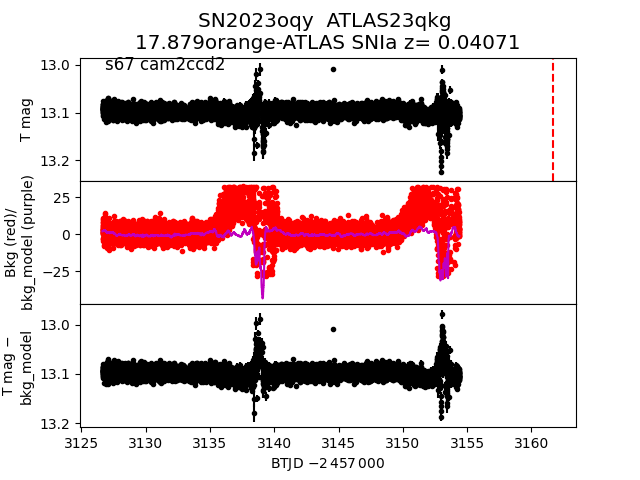 SN2023oqy  ATLAS23qkg
17.879orange-ATLAS SNIa z= 0.04071
s67 cam2ccd2
13.0
13.1
13.2
T mag
25
0
−25
Bkg (red)/
bkg_model (purple)
13.0
13.1
13.2
T mag −
bkg_model
3125 3130 3135 3140 3145 3150 3155 3160
BTJD −2 457 000